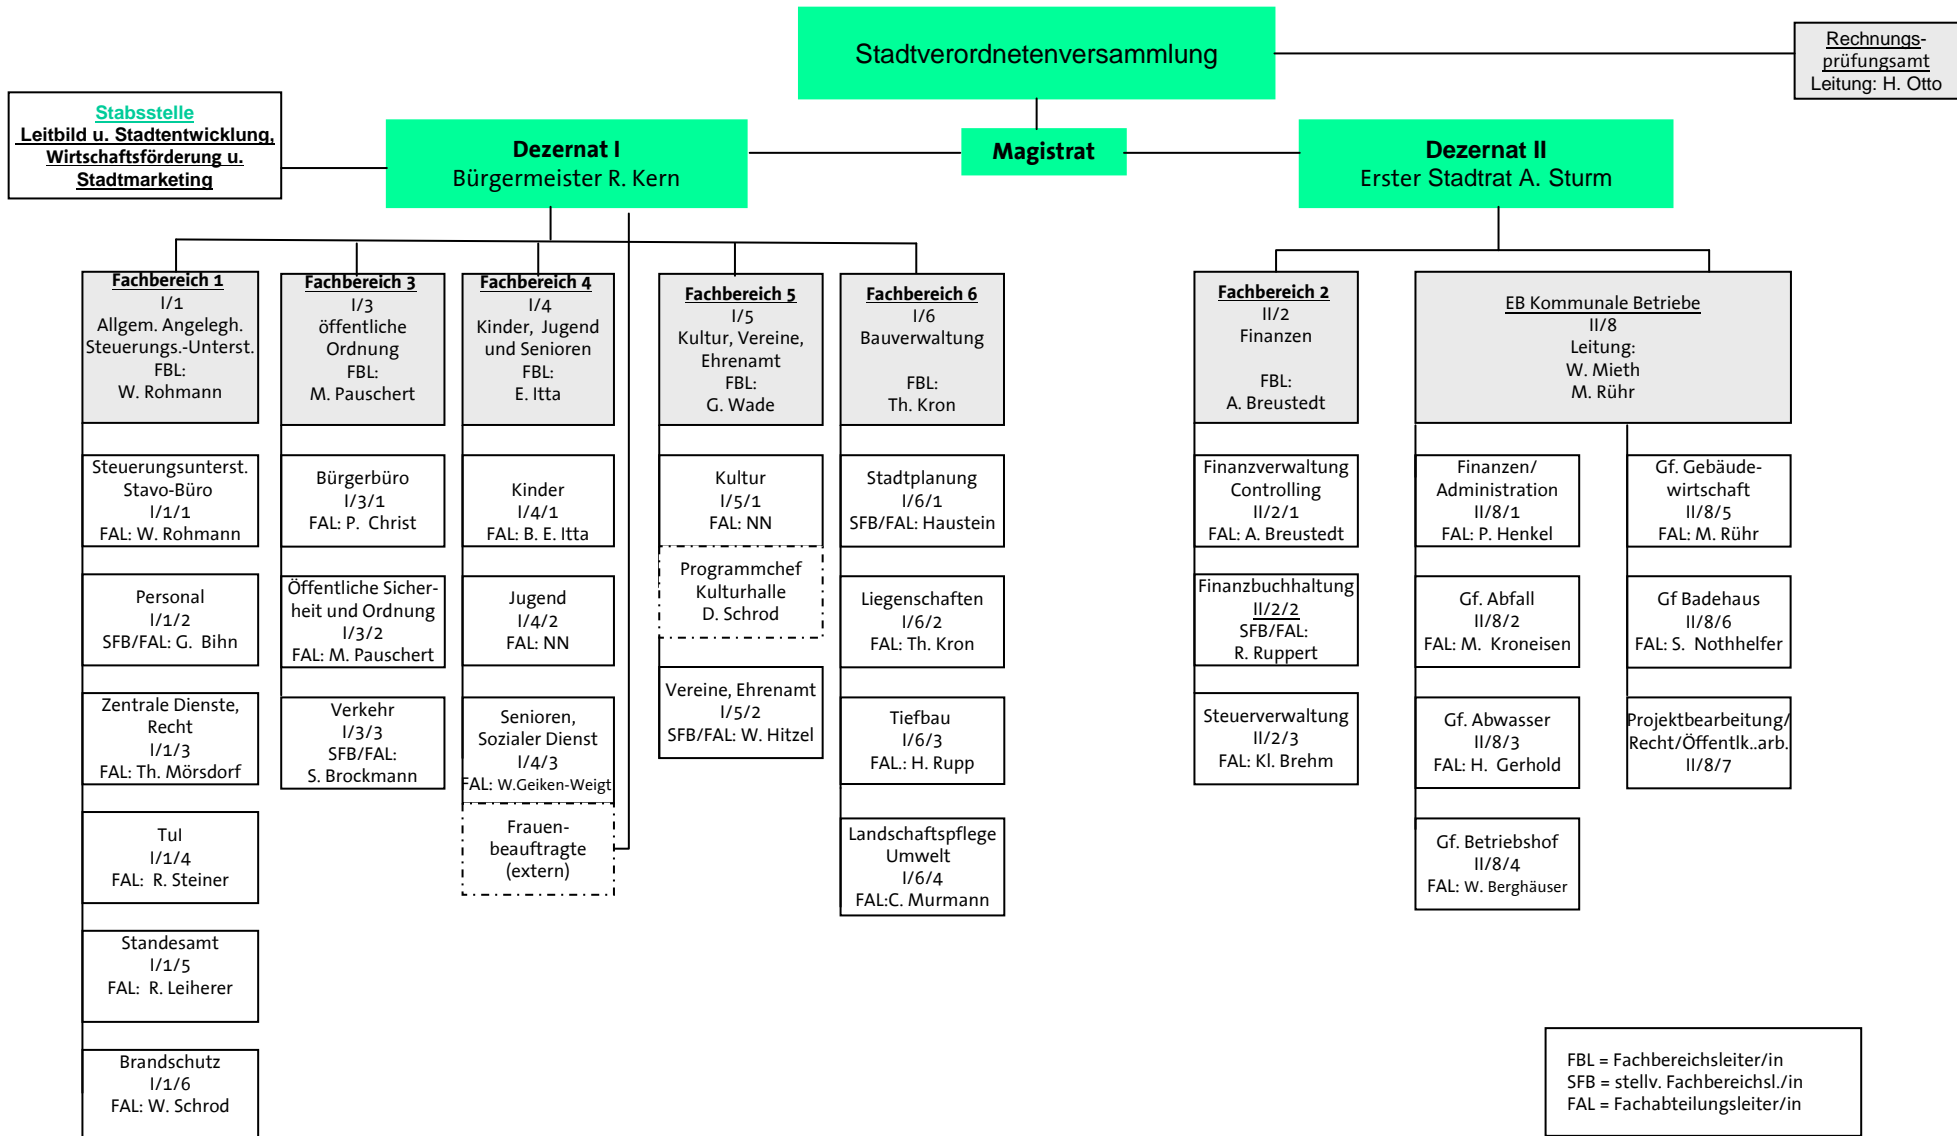 Stadtverordnetenversammlung
Rechnungs-
prüfungsamt
Leitung: H. Otto
Stabsstelle
Leitbild u. Stadtentwicklung,
Wirtschaftsförderung u.
Stadtmarketing
Dezernat I
Bürgermeister R. Kern
Magistrat
Dezernat II
Erster Stadtrat A. Sturm
Fachbereich 1
I/1
Allgem. Angelegh.
Steuerungs.-Unterst.
FBL:
W. Rohmann
Fachbereich 3
I/3
öffentliche
Ordnung
FBL:
M. Pauschert
Fachbereich 4
I/4
Kinder, Jugend
und Senioren
FBL:
E. Itta
Fachbereich 5
I/5
Kultur, Vereine,
Ehrenamt
FBL:
G. Wade
Fachbereich 6
I/6
Bauverwaltung
FBL:
Th. Kron
Fachbereich 2
II/2
Finanzen
FBL:
A. Breustedt
EB Kommunale Betriebe
II/8
Leitung:
W. Mieth
M. Rühr
Steuerungsunterst.
Stavo-Büro
I/1/1
FAL: W. Rohmann
Personal
I/1/2
SFB/FAL: G. Bihn
Zentrale Dienste,
Recht
I/1/3
FAL: Th. Mörsdorf
TuI
I/1/4
FAL: R. Steiner
Standesamt
I/1/5
FAL: R. Leiherer
Brandschutz
I/1/6
FAL: W. Schrod
Bürgerbüro
I/3/1
FAL: P. Christ
Öffentliche Sicher-
heit und Ordnung
I/3/2
FAL: M. Pauschert
Verkehr
I/3/3
SFB/FAL:
S. Brockmann
Kinder
I/4/1
FAL: B. E. Itta
Jugend
I/4/2
FAL: NN
Senioren,
Sozialer Dienst
I/4/3
FAL: W.Geiken-Weigt
Frauen-
beauftragte
(extern)
Kultur
I/5/1
FAL: NN
Programmchef
Kulturhalle
D. Schrod
Vereine, Ehrenamt
I/5/2
SFB/FAL: W. Hitzel
Stadtplanung
I/6/1
SFB/FAL: Haustein
Liegenschaften
I/6/2
FAL: Th. Kron
Tiefbau
I/6/3
FAL.: H. Rupp
Landschaftspflege
Umwelt
I/6/4
FAL:C. Murmann
Finanzverwaltung
Controlling
II/2/1
FAL: A. Breustedt
Finanzbuchhaltung
II/2/2
SFB/FAL:
R. Ruppert
Steuerverwaltung
II/2/3
FAL: Kl. Brehm
Finanzen/
Administration
II/8/1
FAL: P. Henkel
Gf. Abfall
II/8/2
FAL: M. Kroneisen
Gf. Abwasser
II/8/3
FAL: H. Gerhold
Gf. Betriebshof
II/8/4
FAL: W. Berghäuser
Gf. Gebäude-
wirtschaft
II/8/5
FAL: M. Rühr
Gf Badehaus
II/8/6
FAL: S. Nothhelfer
Projektbearbeitung/
Recht/Öffentlk..arb.
II/8/7
FBL = Fachbereichsleiter/in
SFB = stellv. Fachbereichsl./in
FAL = Fachabteilungsleiter/in